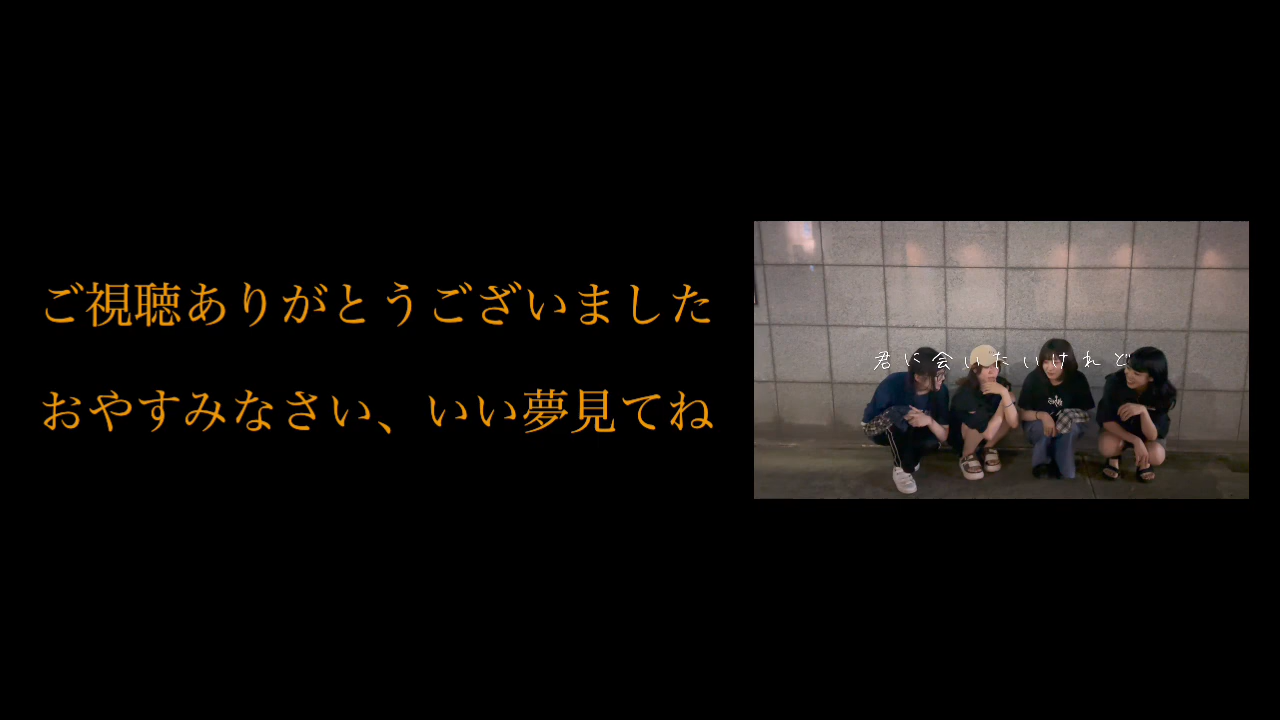 ご視聴ありがとうございました
おやすみなさい、いい夢見てね
君に会いたいけれど